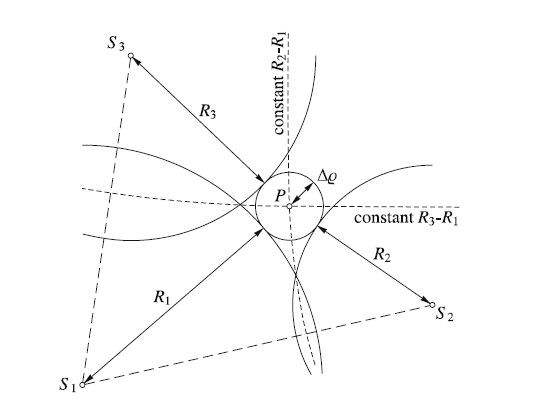 S3
constant R2-R1
R3
Δϱ
P
constant R3-R1
R2
R1
S2
S1